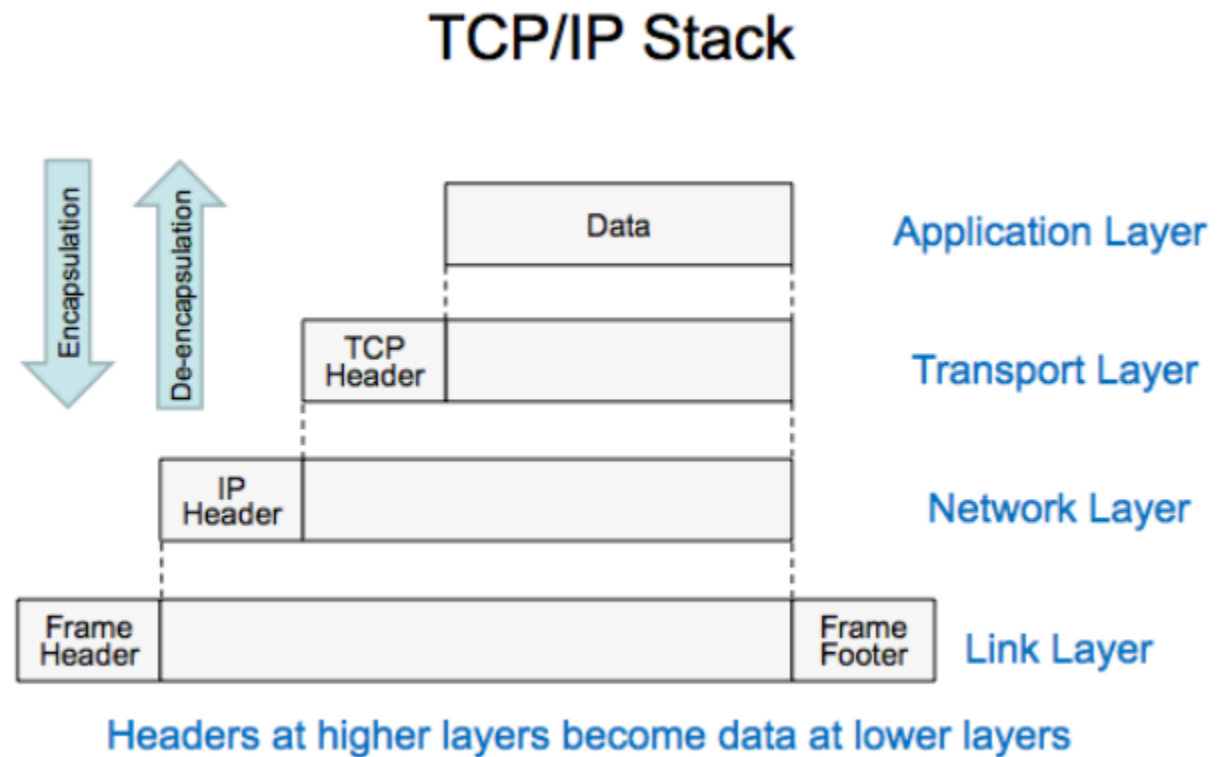 TCP/IP Stack
Encapsulation
De-encapsulation
Data
Application Layer
TCP
Header
Transport Layer
IP
Header
Network Layer
Frame
Header
Frame
Footer
Link Layer
Headers at higher layers become data at lower layers